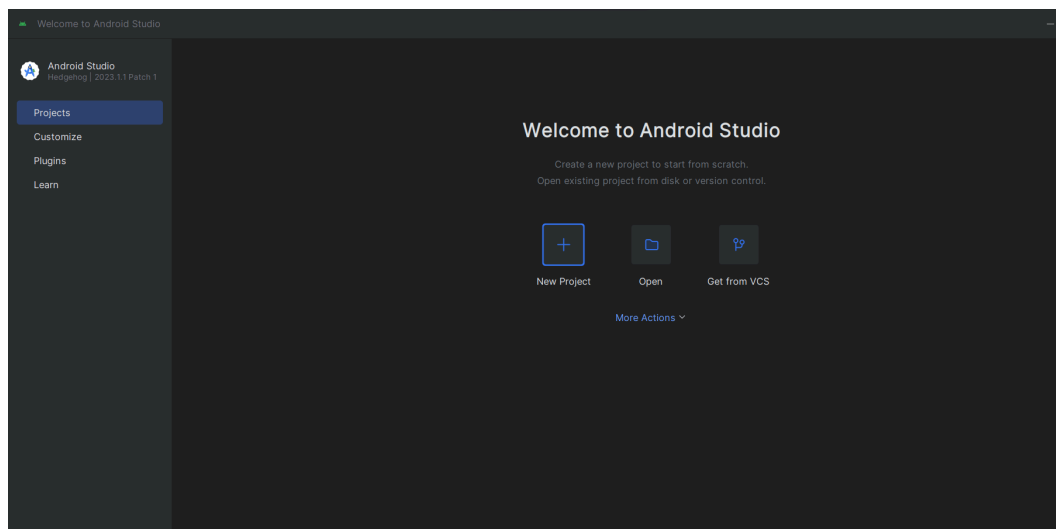 Welcome to Android Studio
Android Studio
Hedgehog | 2023.1.1 Patch 1
Projects
Customize
Plugins
Learn
Welcome to Android Studio
Create a new project to start from scratch.
Open existing project from disk or version control.
New Project
Open
Get from VCS
More Actions